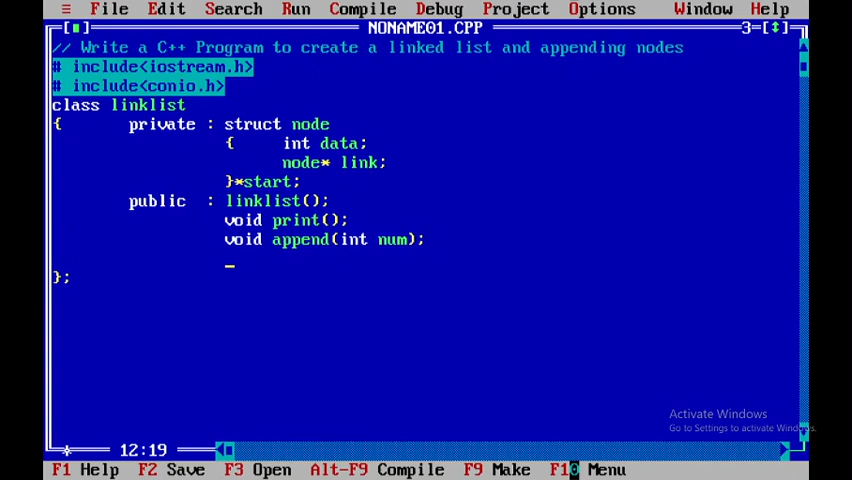 ≡ File Edit Search Run Compile Debug Project Options Window Help
[■] NONAME01.CPP 3=[↕]
// Write a C++ Program to create a linked list and appending nodes
# include<iostream.h>
# include<conio.h>
class linklist
{ private : struct node
{ int data;
node* link;
}*start;
public : linklist();
void print();
void append(int num);
_
};
Activate Windows
Go to Settings to activate Windows.
* 12:19
F1 Help F2 Save F3 Open Alt-F9 Compile F9 Make F10 Menu